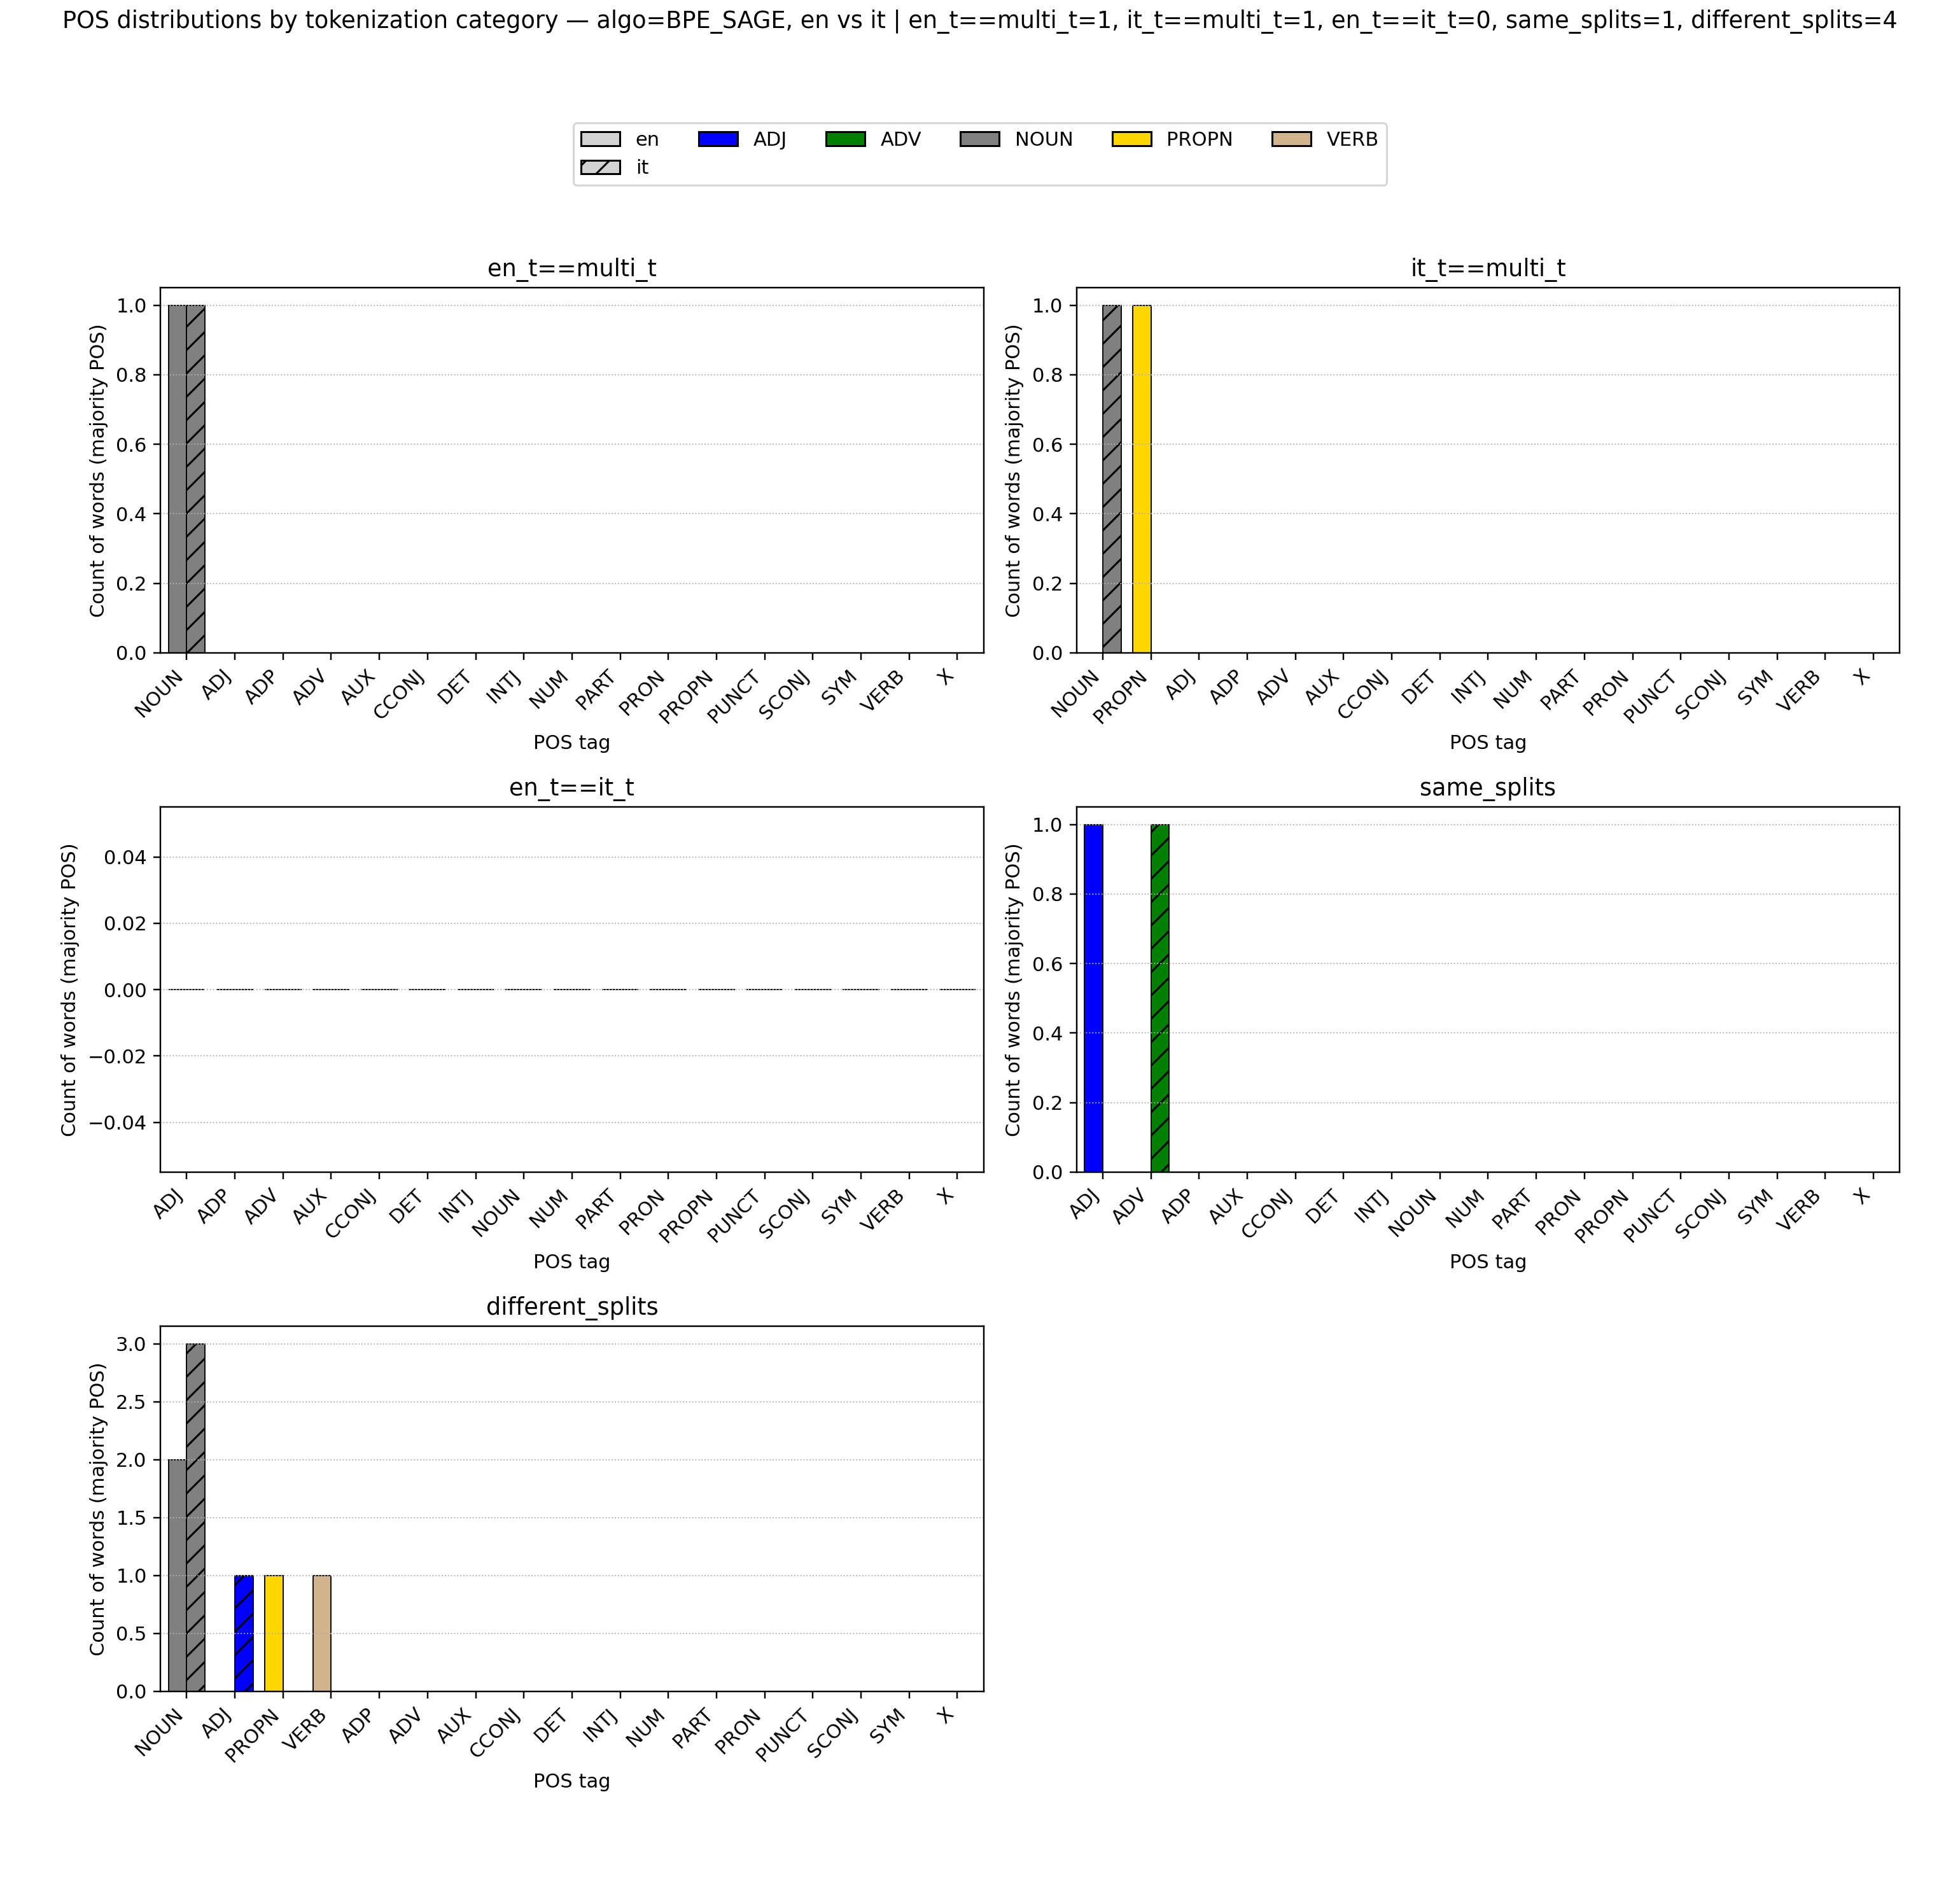 POS distributions by tokenization category — algo=BPE_SAGE, en vs it | en_t==multi_t=1, it_t==multi_t=1, en_t==it_t=0, same_splits=1, different_splits=4
en ADJ ADV NOUN PROPN VERB
it
en_t==multi_t
Count of words (majority POS)
1.0
0.8
0.6
0.4
0.2
0.0
NOUN ADJ ADP ADV AUX CCONJ DET INTJ NUM PART PRON PROPN PUNCT SCONJ SYM VERB X
POS tag
it_t==multi_t
Count of words (majority POS)
1.0
0.8
0.6
0.4
0.2
0.0
NOUN PROPN ADJ ADP ADV AUX CCONJ DET INTJ NUM PART PRON PUNCT SCONJ SYM VERB X
POS tag
en_t==it_t
Count of words (majority POS)
0.04
0.02
0.00
−0.02
−0.04
ADJ ADP ADV AUX CCONJ DET INTJ NOUN NUM PART PRON PROPN PUNCT SCONJ SYM VERB X
POS tag
same_splits
Count of words (majority POS)
1.0
0.8
0.6
0.4
0.2
0.0
ADJ ADV ADP AUX CCONJ DET INTJ NOUN NUM PART PRON PROPN PUNCT SCONJ SYM VERB X
POS tag
different_splits
Count of words (majority POS)
3.0
2.5
2.0
1.5
1.0
0.5
0.0
NOUN ADJ PROPN VERB ADP ADV AUX CCONJ DET INTJ NUM PART PRON PUNCT SCONJ SYM X
POS tag